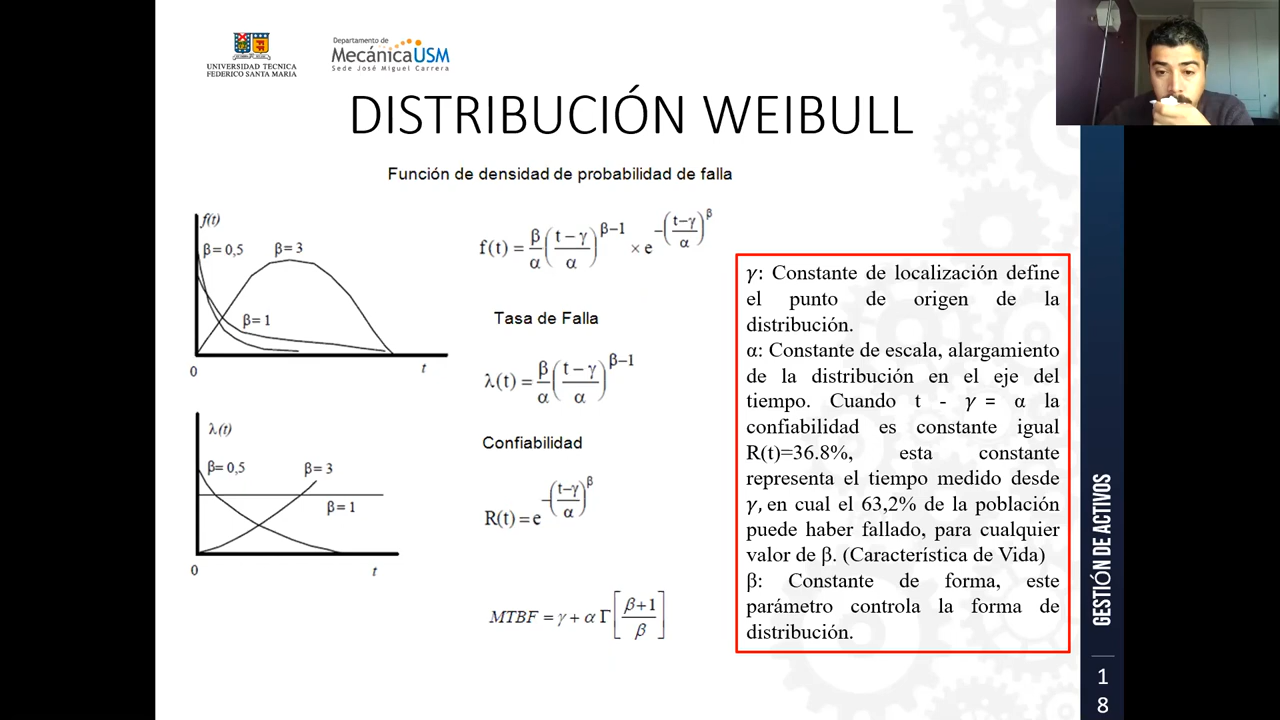 UNIVERSIDAD TECNICA
FEDERICO SANTA MARIA
Departamento de
MecánicaUSM
Sede José Miguel Carrera
DISTRIBUCIÓN WEIBULL
Función de densidad de probabilidad de falla
f(t)
β= 0,5
β= 3
β= 1
0
t
f(t) = β/α ((t−γ)/α)^(β−1) × e^(−((t−γ)/α)^β)
Tasa de Falla
λ(t) = β/α ((t−γ)/α)^(β−1)
λ(t)
β= 0,5
β= 3
β= 1
0
t
Confiabilidad
R(t) = e^(−((t−γ)/α)^β)
MTBF = γ + α Γ[(β+1)/β]
γ: Constante de localización define
el punto de origen de la
distribución.
α: Constante de escala, alargamiento
de la distribución en el eje del
tiempo. Cuando t - γ = α la
confiabilidad es constante igual
R(t)=36.8%, esta constante
representa el tiempo medido desde
γ, en cual el 63,2% de la población
puede haber fallado, para cualquier
valor de β. (Característica de Vida)
β: Constante de forma, este
parámetro controla la forma de
distribución.
GESTIÓN DE ACTIVOS
1
8